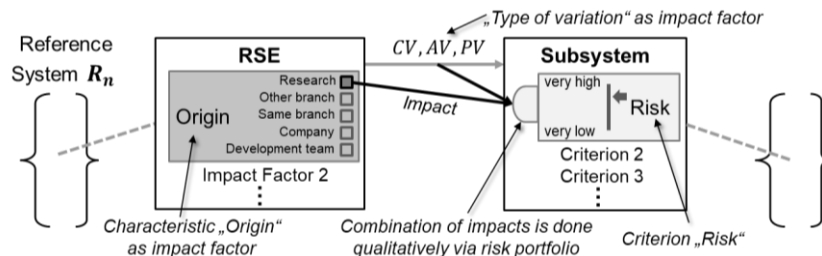 „Type of variation“ as impact factor
Reference
System Rn
RSE
CV, AV, PV
Subsystem
Origin
Research
Other branch
Same branch
Company
Development team
Impact
very high
Risk
very low
Impact Factor 2
Criterion 2
Criterion 3
Characteristic „Origin“
as impact factor
Combination of impacts is done
qualitatively via risk portfolio
Criterion „Risk“